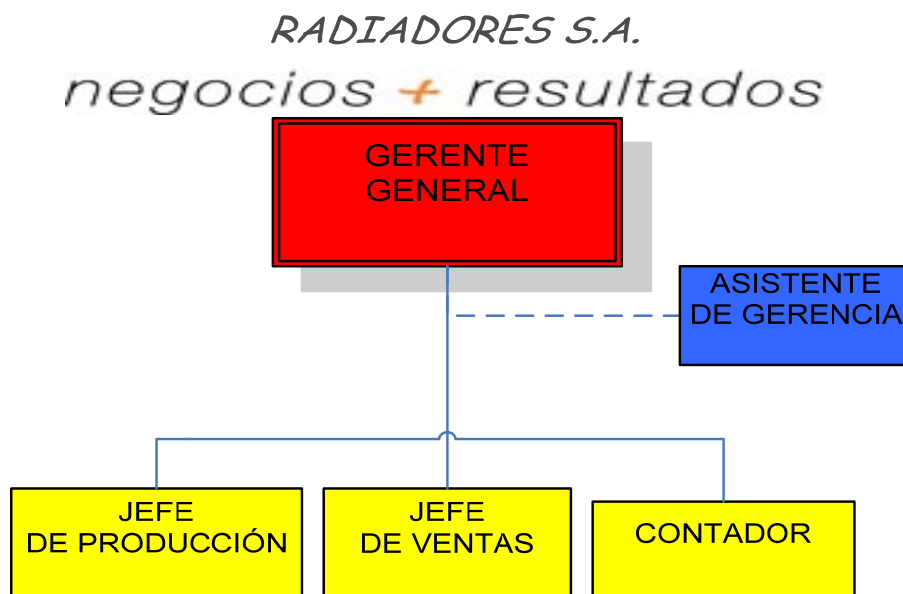 RADIADORES S.A.
negocios + resultados
GERENTE
GENERAL
ASISTENTE
DE GERENCIA
JEFE
DE PRODUCCIÓN
JEFE
DE VENTAS
CONTADOR